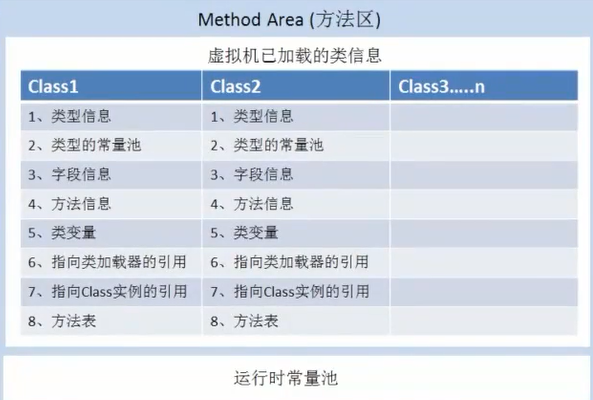 Method Area (方法区)
虚拟机已加载的类信息
Class1 Class2 Class3…..n
1、类型信息 1、类型信息
2、类型的常量池 2、类型的常量池
3、字段信息 3、字段信息
4、方法信息 4、方法信息
5、类变量 5、类变量
6、指向类加载器的引用 6、指向类加载器的引用
7、指向Class实例的引用 7、指向Class实例的引用
8、方法表 8、方法表
运行时常量池